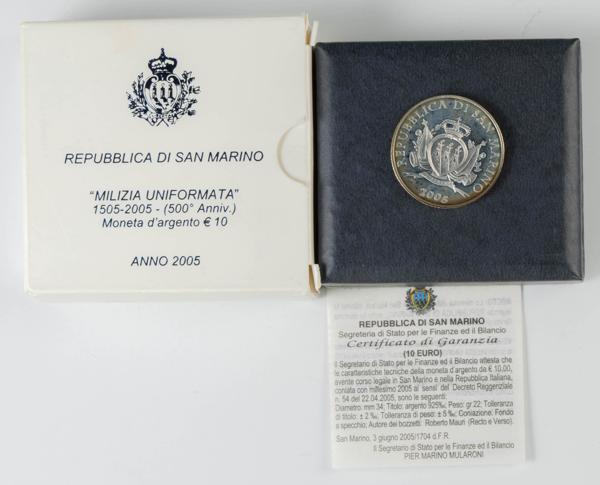 REPUBBLICA DI SAN MARINO
"MILIZIA UNIFORMATA"
1505-2005 - (500° Anniv.)
Moneta d'argento € 10
ANNO 2005
REPUBBLICA DI SAN MARINO
2005
REPUBBLICA DI SAN MARINO
Segreteria di Stato per le Finanze ed il Bilancio
Certificato di Garanzia
(10 EURO)
Il Segretario di Stato per le Finanze ed il Bilancio attesta che
le caratteristiche tecniche della moneta d'argento da € 10,00,
avente corso legale in San Marino e nella Repubblica Italiana,
coniata con millesimo 2005 ai sensi del Decreto Reggenziale
n. 54 del 22.04.2005, sono le seguenti:
Diametro: mm 34; Titolo: argento 925‰; Peso: gr 22; Tolleranza
di titolo: ± 2 ‰; Tolleranza di peso: ± 5 ‰; Coniazione: Fondo
a specchio; Autore dei bozzetti: Roberto Mauri (Recto e Verso).
San Marino, 3 giugno 2005/1704 d.F.R.
Il Segretario di Stato per le Finanze ed il Bilancio
PIER MARINO MULARONI